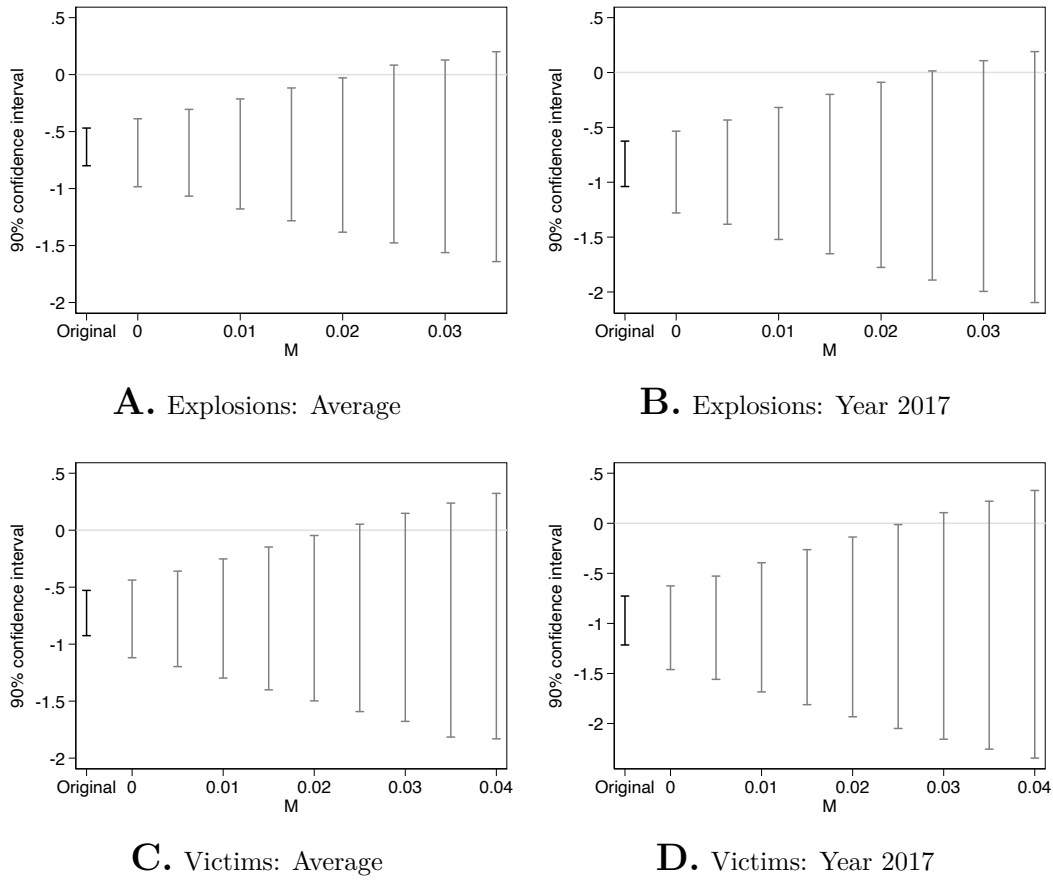 .5
0
-.5
-1
-1.5
-2
90% confidence interval
Original 0 0.01 0.02 0.03
M
A. Explosions: Average
.5
0
-.5
-1
-1.5
-2
90% confidence interval
Original 0 0.01 0.02 0.03
M
B. Explosions: Year 2017
.5
0
-.5
-1
-1.5
-2
90% confidence interval
Original 0 0.01 0.02 0.03 0.04
M
C. Victims: Average
.5
0
-.5
-1
-1.5
-2
90% confidence interval
Original 0 0.01 0.02 0.03 0.04
M
D. Victims: Year 2017